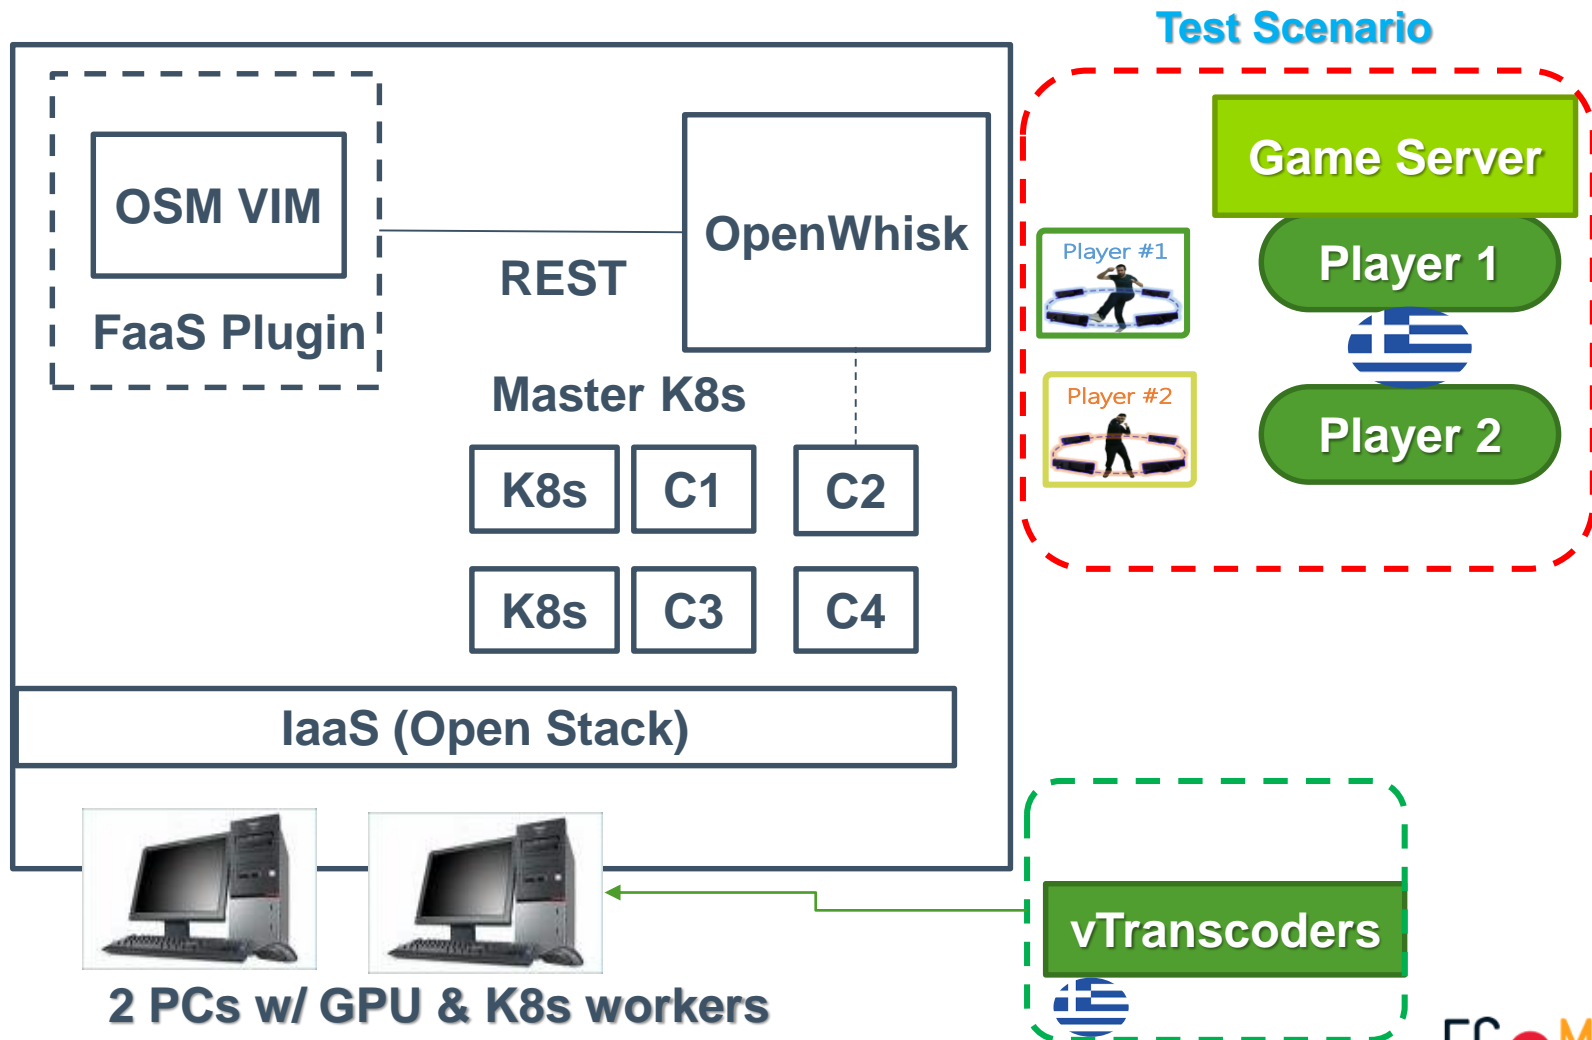 Test Scenario
OSM VIM
FaaS Plugin
REST
OpenWhisk
Master K8s
K8s
C1
C2
K8s
C3
C4
IaaS (Open Stack)
2 PCs w/ GPU & K8s workers
Game Server
Player #1
Player 1
Player #2
Player 2
vTranscoders